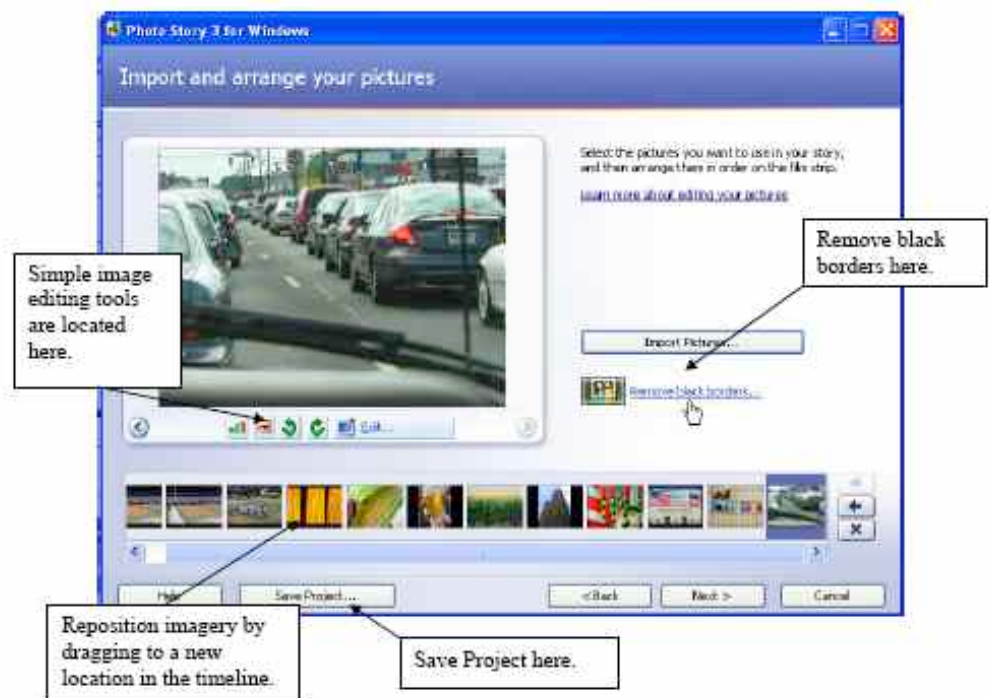 Photo Story 3 for Windows
Import and arrange your pictures
Select the pictures you want to use in your story,
and then arrange them in order on the film strip.
Learn more about editing your pictures
Remove black
borders here.
Simple image
editing tools
are located
here.
Import Pictures...
Remove black borders...
Edit...
Help
Save Project...
< Back
Next >
Cancel
Reposition imagery by
dragging to a new
location in the timeline.
Save Project here.